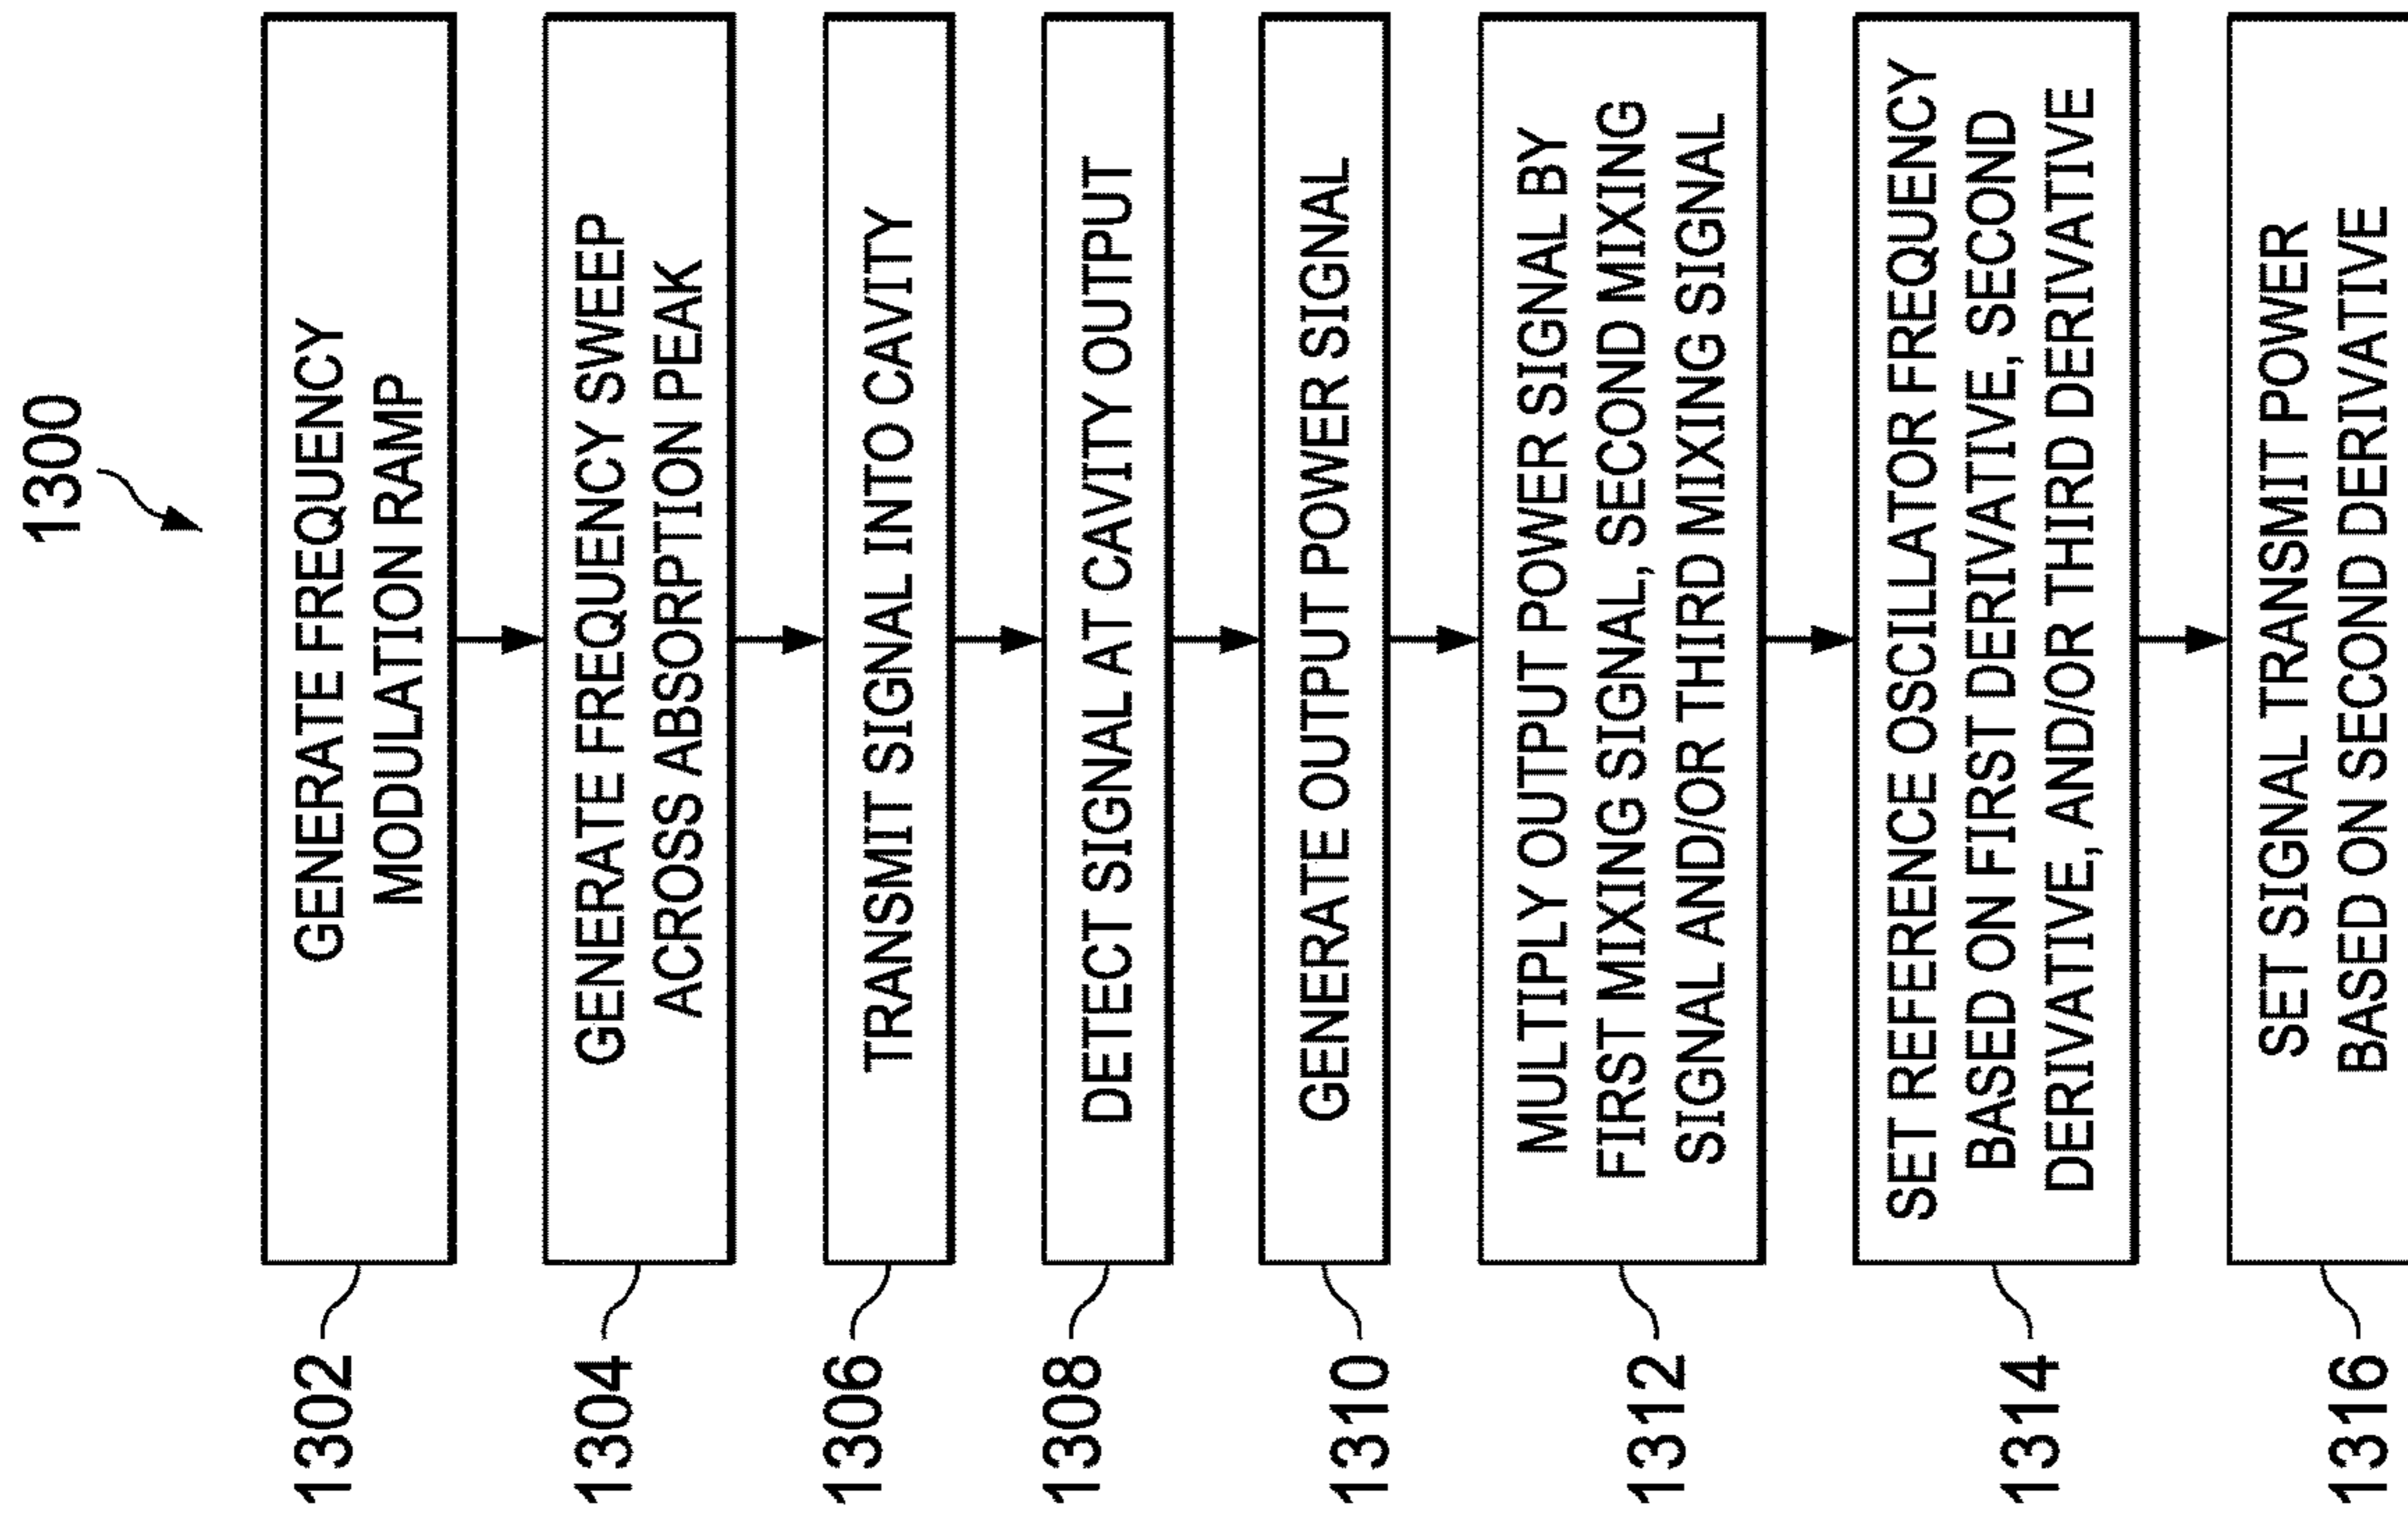 1300
1302
GENERATE FREQUENCY
MODULATION RAMP
1304
GENERATE FREQUENCY SWEEP
ACROSS ABSORPTION PEAK
1306
TRANSMIT SIGNAL INTO CAVITY
1308
DETECT SIGNAL AT CAVITY OUTPUT
1310
GENERATE OUTPUT POWER SIGNAL
1312
MULTIPLY OUTPUT POWER SIGNAL BY
FIRST MIXING SIGNAL, SECOND MIXING
SIGNAL AND/OR THIRD MIXING SIGNAL
1314
SET REFERENCE OSCILLATOR FREQUENCY
BASED ON FIRST DERIVATIVE, SECOND
DERIVATIVE, AND/OR THIRD DERIVATIVE
1316
SET SIGNAL TRANSMIT POWER
BASED ON SECOND DERIVATIVE